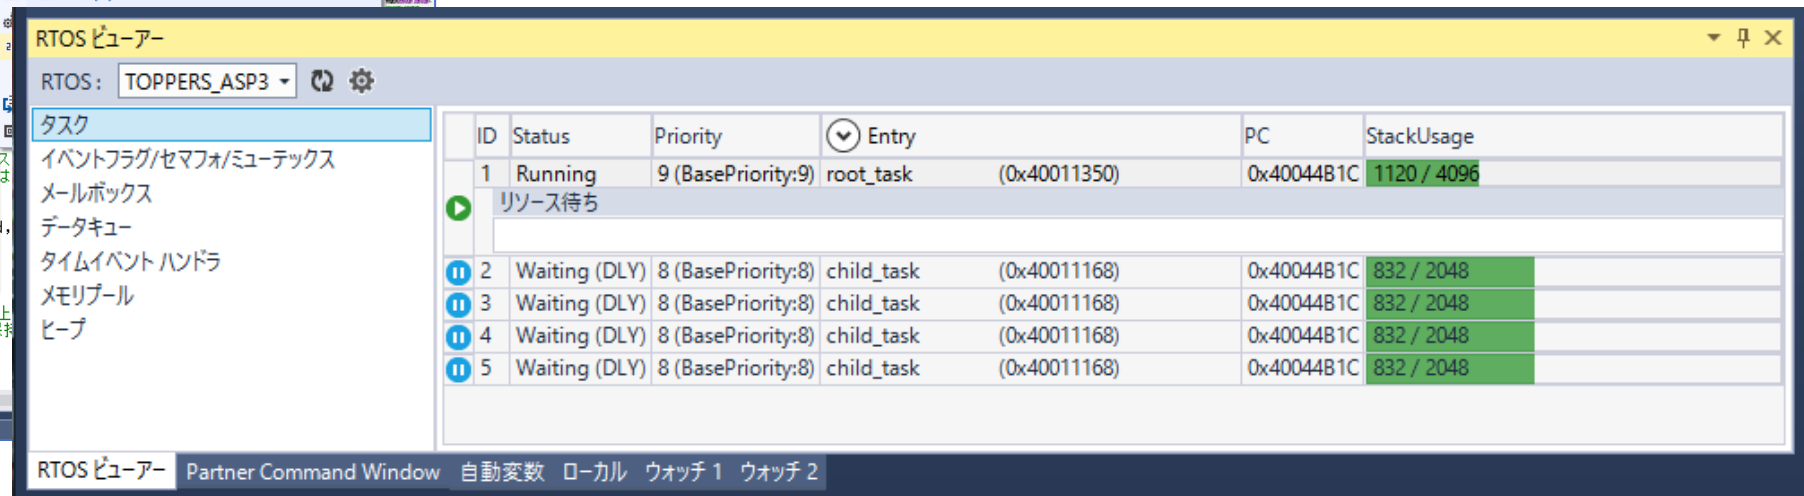 RTOS ビューアー
RTOS : TOPPERS_ASP3
タスク
イベントフラグ/セマフォ/ミューテックス
メールボックス
データキュー
タイムイベント ハンドラ
メモリプール
ヒープ
ID Status Priority Entry PC StackUsage
1 Running 9 (BasePriority:9) root_task (0x40011350) 0x40044B1C 1120 / 4096
リソース待ち
2 Waiting (DLY) 8 (BasePriority:8) child_task (0x40011168) 0x40044B1C 832 / 2048
3 Waiting (DLY) 8 (BasePriority:8) child_task (0x40011168) 0x40044B1C 832 / 2048
4 Waiting (DLY) 8 (BasePriority:8) child_task (0x40011168) 0x40044B1C 832 / 2048
5 Waiting (DLY) 8 (BasePriority:8) child_task (0x40011168) 0x40044B1C 832 / 2048
RTOS ビューアー Partner Command Window 自動変数 ローカル ウォッチ 1 ウォッチ 2